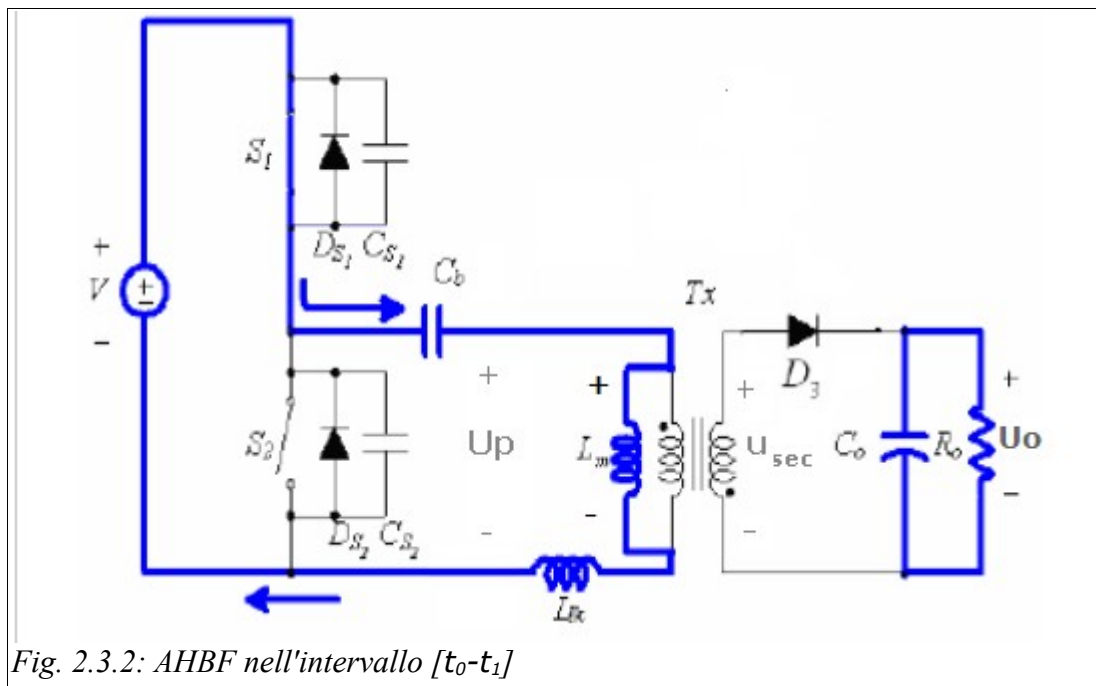 S1
DS1 CS1
+
V
−
Cb
Tx
D3
+
Up
−
+
Lm
−
+
usec
−
Co
Ro
+
Uo
−
S2
DS2 CS2
Fig. 2.3.2: AHBF nell'intervallo [t0-t1]